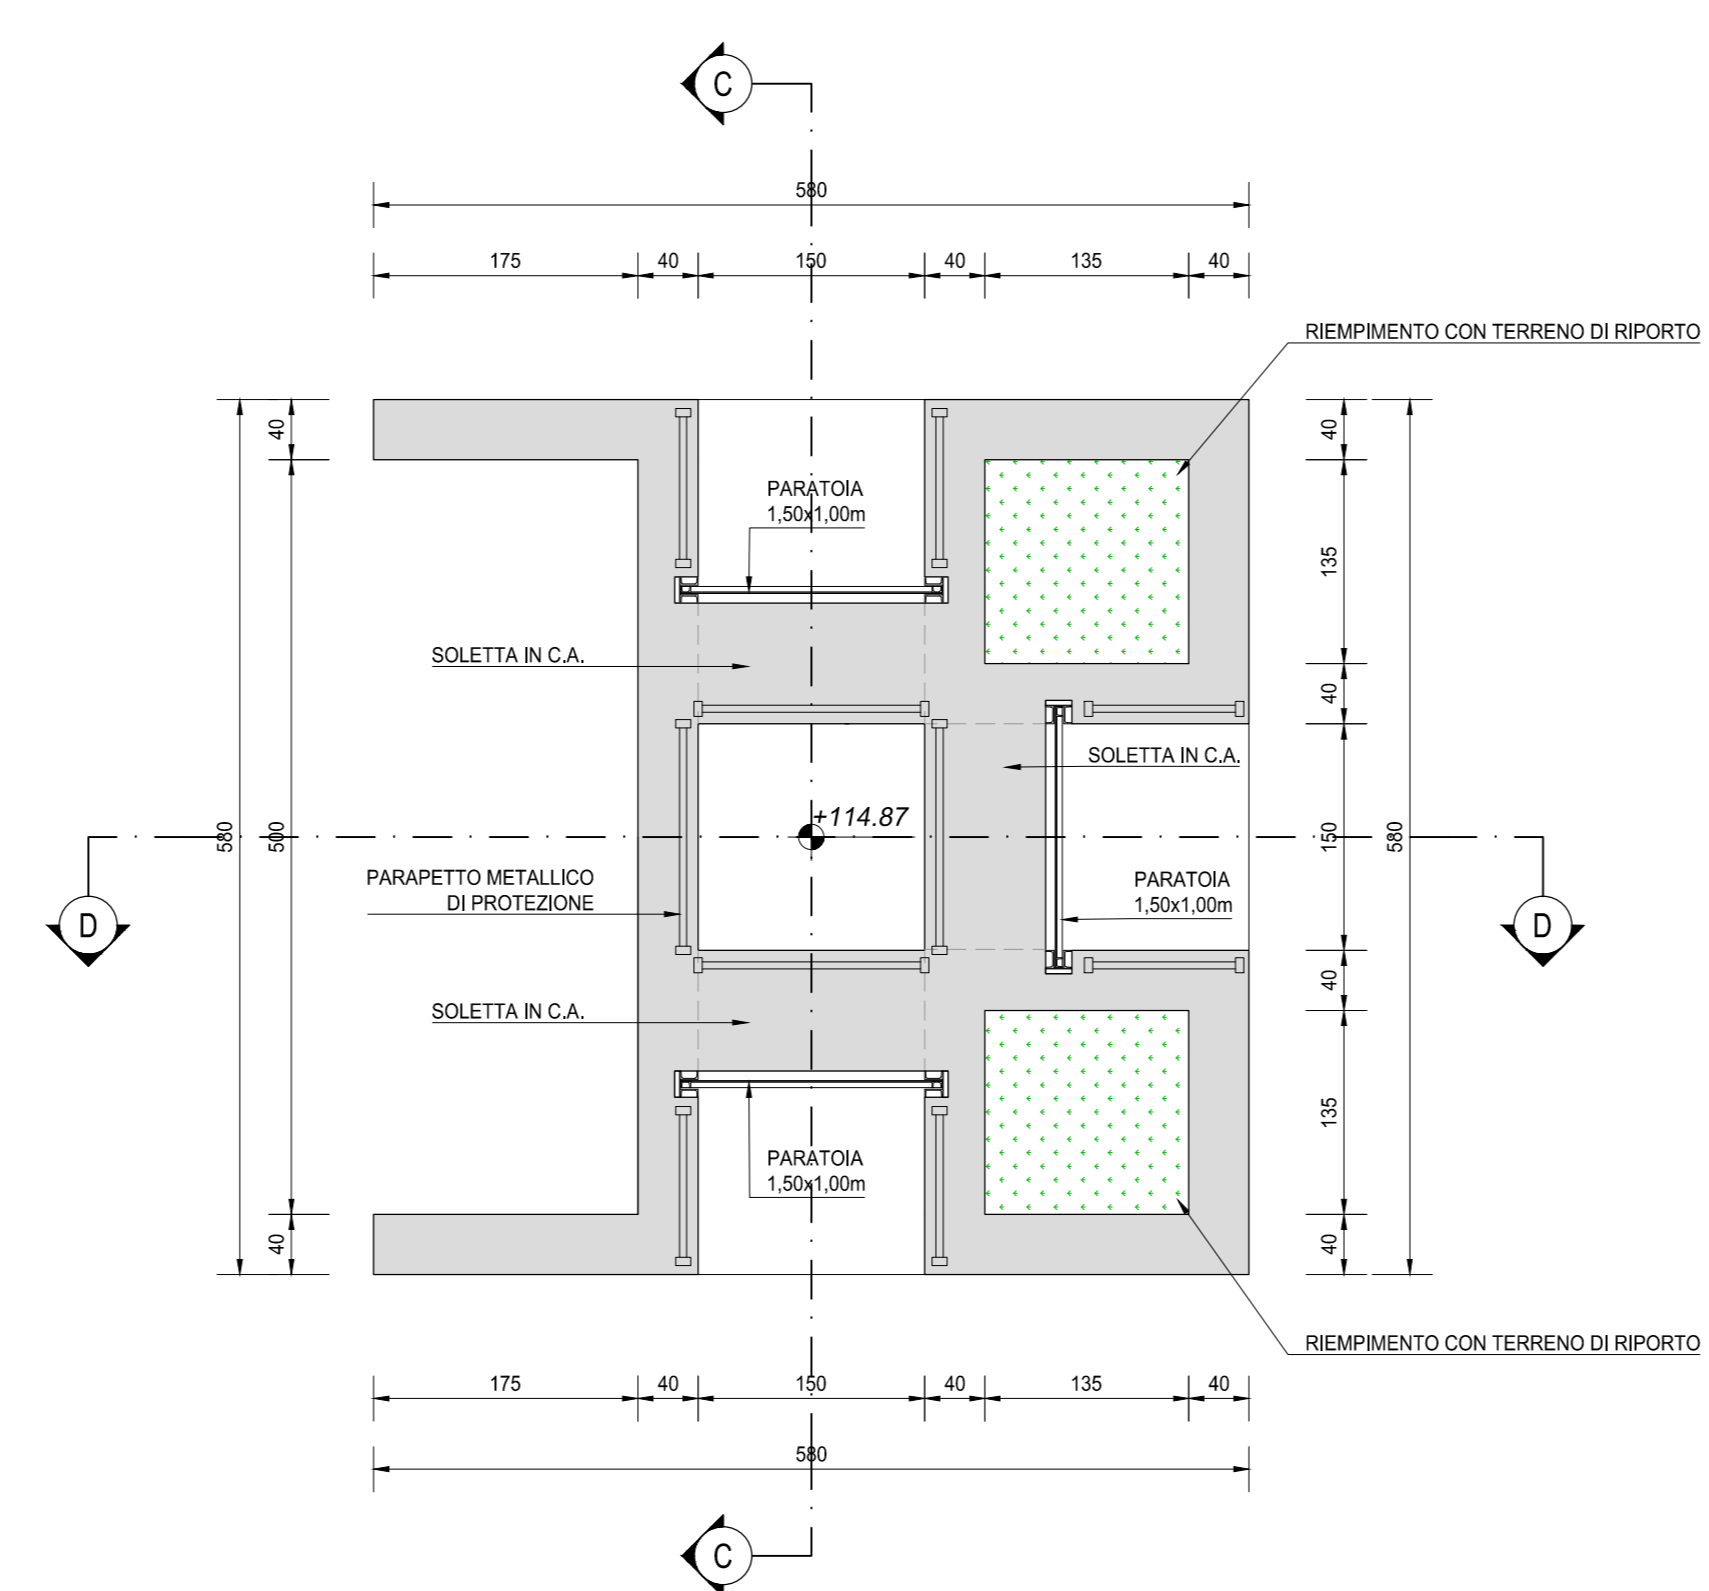 C
580
175 40 150 40 135 40
RIEMPIMENTO CON TERRENO DI RIPORTO
40
40
PARATOIA
1,50x1,00m
135
SOLETTA IN C.A.
40
SOLETTA IN C.A.
+114.87
580
500
150
580
PARAPETTO METALLICO
DI PROTEZIONE
PARATOIA
1,50x1,00m
D
D
40
SOLETTA IN C.A.
135
PARATOIA
1,50x1,00m
40
40
RIEMPIMENTO CON TERRENO DI RIPORTO
175 40 150 40 135 40
580
C